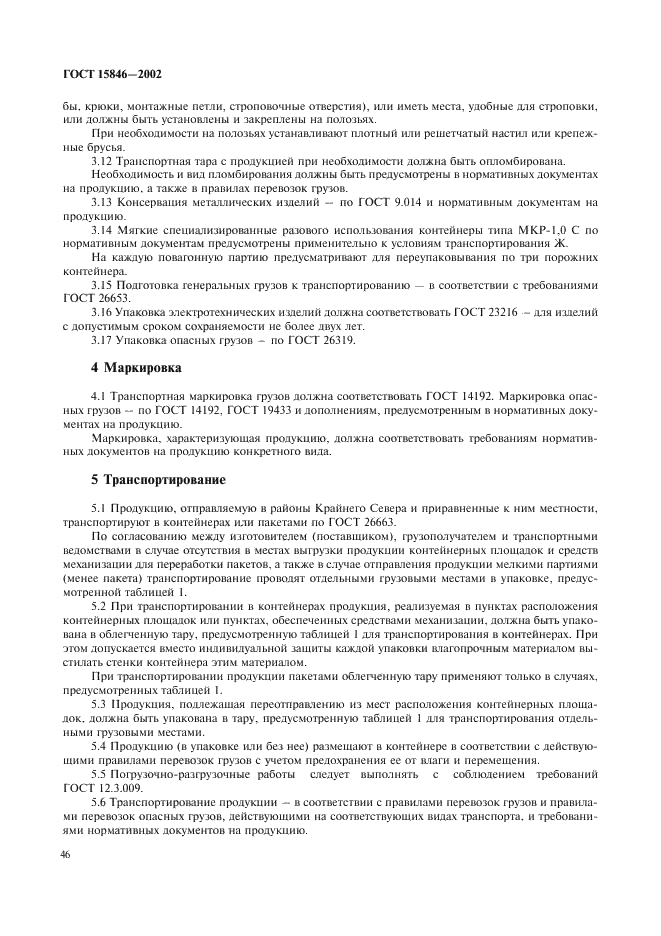 ГОСТ 15846—2002
бы, крюки, монтажные петли, строповочные отверстия), или иметь места, удобные для строповки,
или должны быть установлены и закреплены на полозьях.
При необходимости на полозьях устанавливают плотный или решетчатый настил или крепеж-
ные брусья.
3.12 Транспортная тара с продукцией при необходимости должна быть опломбирована.
Необходимость и вид пломбирования должны быть предусмотрены в нормативных документах
на продукцию, а также в правилах перевозок грузов.
3.13 Консервация металлических изделий — по ГОСТ 9.014 и нормативным документам на
продукцию.
3.14 Мягкие специализированные разового использования контейнеры типа МКР-1,0 С по
нормативным документам предусмотрены применительно к условиям транспортирования Ж.
На каждую повагонную партию предусматривают для переупаковывания по три порожних
контейнера.
3.15 Подготовка генеральных грузов к транспортированию — в соответствии с требованиями
ГОСТ 26653.
3.16 Упаковка электротехнических изделий должна соответствовать ГОСТ 23216 – для изделий
с допустимым сроком сохраняемости не более двух лет.
3.17 Упаковка опасных грузов – по ГОСТ 26319.
4 Маркировка
4.1 Транспортная маркировка грузов должна соответствовать ГОСТ 14192. Маркировка опас-
ных грузов — по ГОСТ 14192, ГОСТ 19433 и дополнениям, предусмотренным в нормативных доку-
ментах на продукцию.
Маркировка, характеризующая продукцию, должна соответствовать требованиям норматив-
ных документов на продукцию конкретного вида.
5 Транспортирование
5.1 Продукцию, отправляемую в районы Крайнего Севера и приравненные к ним местности,
транспортируют в контейнерах или пакетами по ГОСТ 26663.
По согласованию между изготовителем (поставщиком), грузополучателем и транспортными
ведомствами в случае отсутствия в местах выгрузки продукции контейнерных площадок и средств
механизации для переработки пакетов, а также в случае отправления продукции мелкими партиями
(менее пакета) транспортирование проводят отдельными грузовыми местами в упаковке, предус-
мотренной таблицей 1.
5.2 При транспортировании в контейнерах продукция, реализуемая в пунктах расположения
контейнерных площадок или пунктах, обеспеченных средствами механизации, должна быть упако-
вана в облегченную тару, предусмотренную таблицей 1 для транспортирования в контейнерах. При
этом допускается вместо индивидуальной защиты каждой упаковки влагопрочным материалом вы-
стилать стенки контейнера этим материалом.
При транспортировании продукции пакетами облегченную тару применяют только в случаях,
предусмотренных таблицей 1.
5.3 Продукция, подлежащая переотправлению из мест расположения контейнерных площа-
док, должна быть упакована в тару, предусмотренную таблицей 1 для транспортирования отдель-
ными грузовыми местами.
5.4 Продукцию (в упаковке или без нее) размещают в контейнере в соответствии с действую-
щими правилами перевозок грузов с учетом предохранения ее от влаги и перемещения.
5.5 Погрузочно-разгрузочные работы следует выполнять с соблюдением требований
ГОСТ 12.3.009.
5.6 Транспортирование продукции — в соответствии с правилами перевозок грузов и правила-
ми перевозок опасных грузов, действующими на соответствующих видах транспорта, и требовани-
ями нормативных документов на продукцию.
46